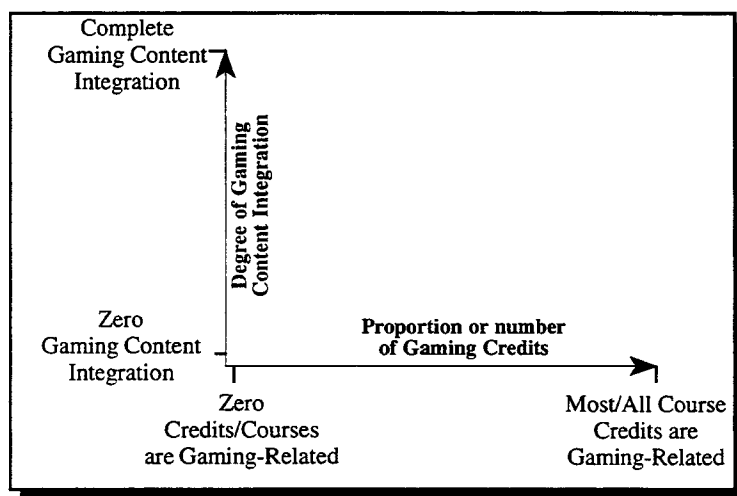 Complete
Gaming Content
Integration
Degree of Gaming
Content Integration
Zero
Gaming Content
Integration
Proportion or number
of Gaming Credits
Zero
Credits/Courses
are Gaming-Related
Most/All Course
Credits are
Gaming-Related